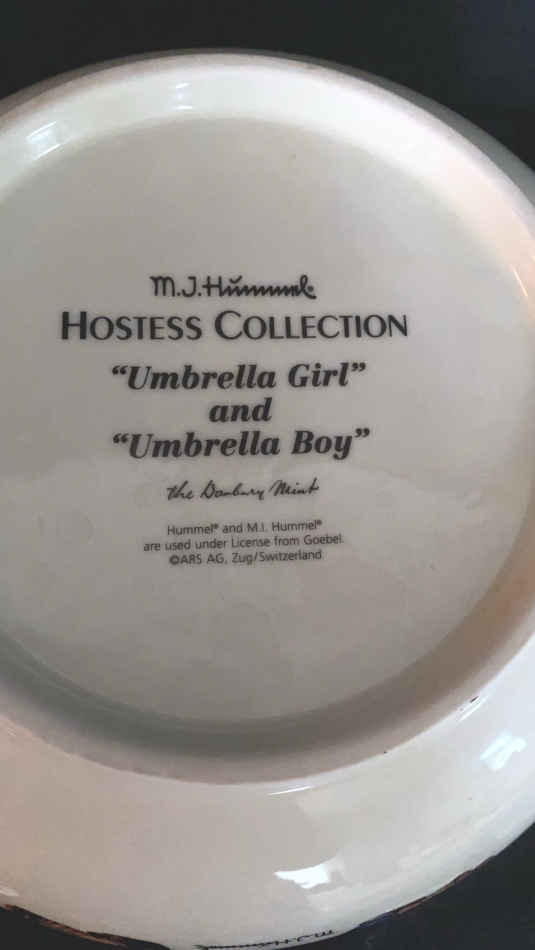 M.J. Hummel
HOSTESS COLLECTION
“Umbrella Girl”
and
“Umbrella Boy”
the Danbury Mint
Hummel® and M.I. Hummel®
are used under License from Goebel.
©ARS AG, Zug/Switzerland
M.J. Hummel